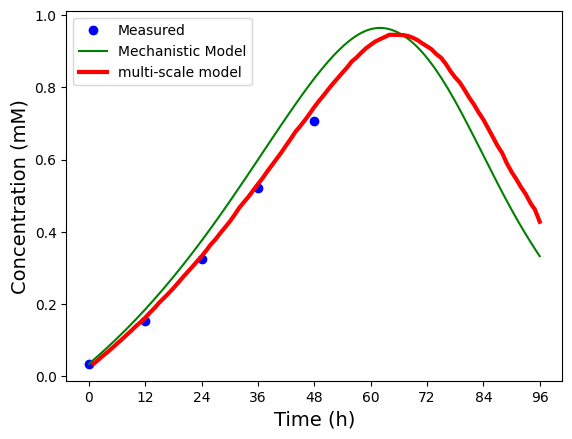 Measured
Mechanistic Model
multi-scale model
1.0
0.8
0.6
0.4
0.2
0.0
Concentration (mM)
0 12 24 36 48 60 72 84 96
Time (h)